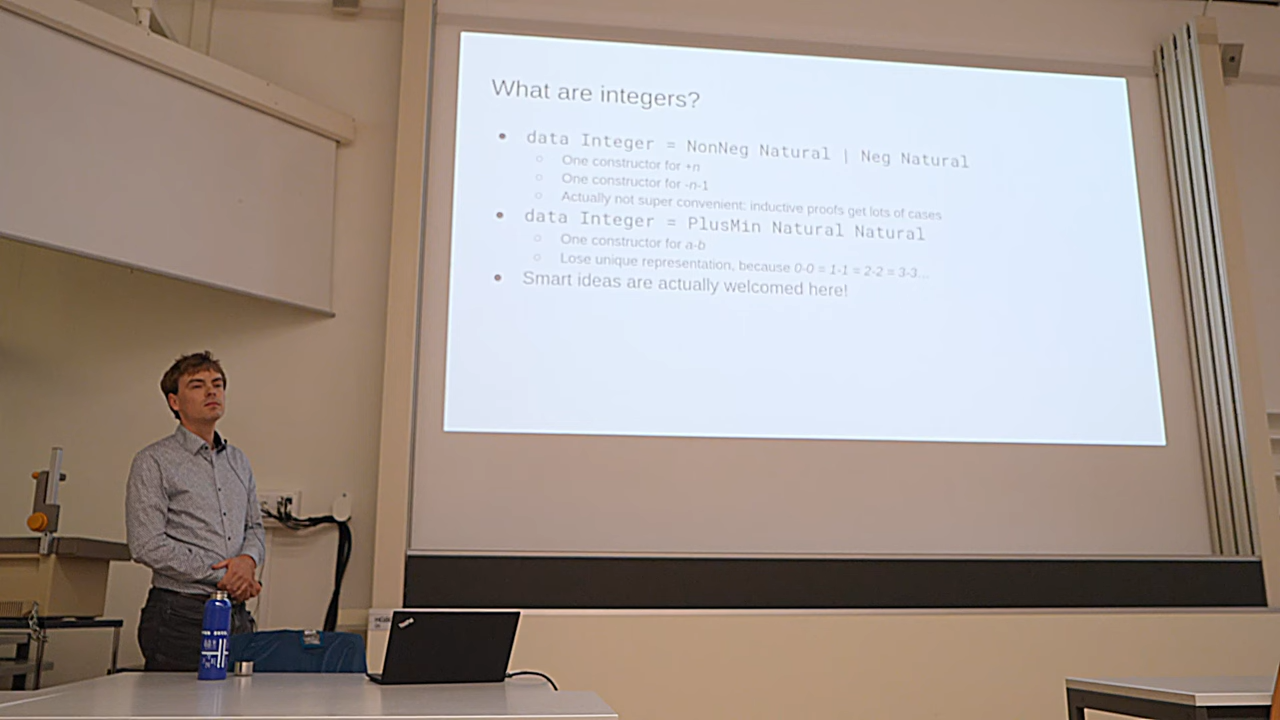 What are integers?
● data Integer = NonNeg Natural | Neg Natural
○ One constructor for +n
○ One constructor for -n-1
○ Actually not super convenient: inductive proofs get lots of cases
● data Integer = PlusMin Natural Natural
○ One constructor for a-b
○ Lose unique representation, because 0-0 = 1-1 = 2-2 = 3-3...
● Smart ideas are actually welcomed here!